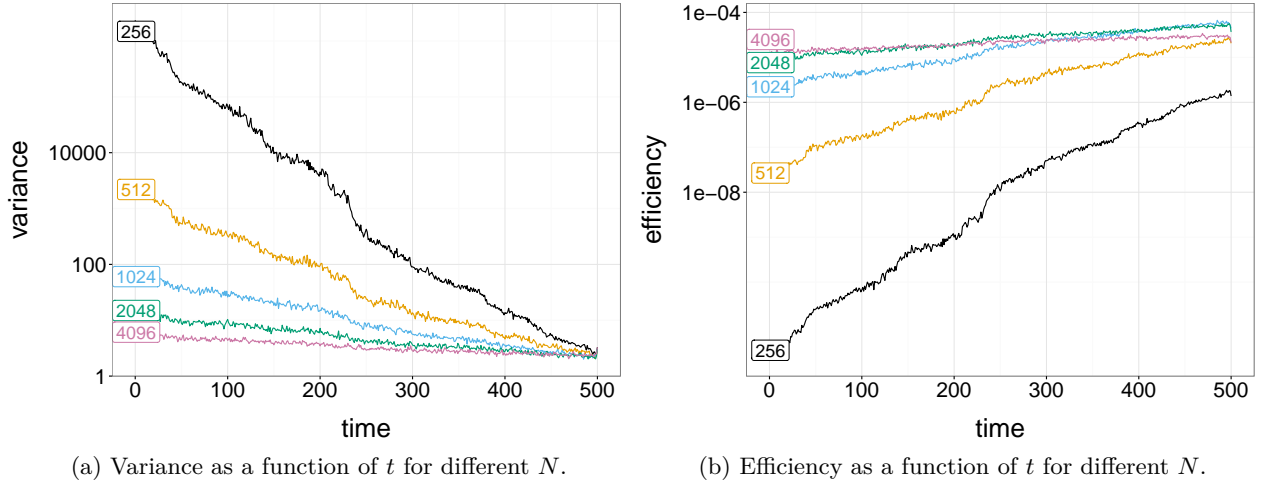 256
10000
512
100
1024
2048
4096
1
0
100
200
300
400
500
variance
time
(a) Variance as a function of t for different N.
1e−04
4096
2048
1024
1e−06
512
1e−08
256
0
100
200
300
400
500
efficiency
time
(b) Efficiency as a function of t for different N.